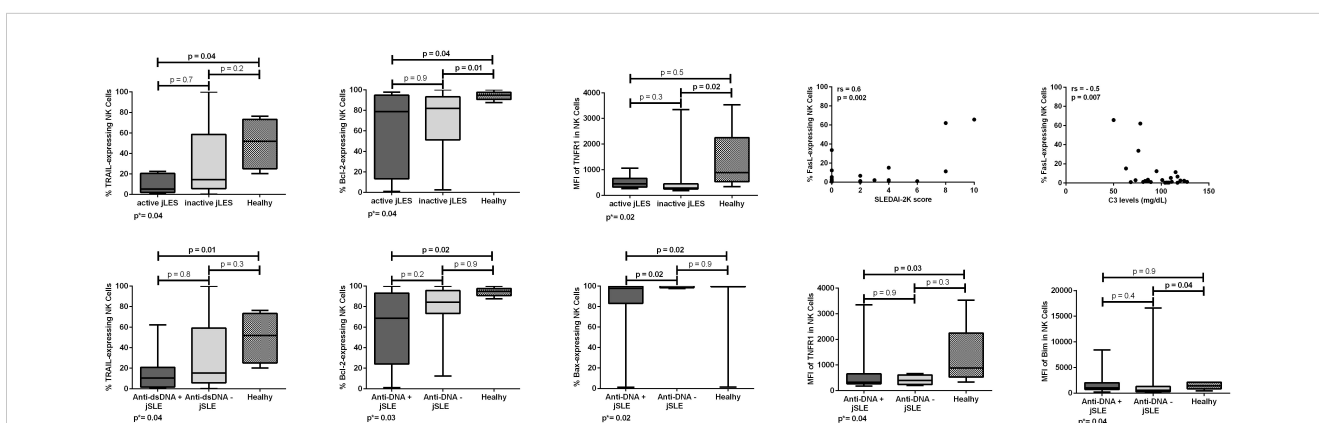 p = 0.04
p = 0.2
p = 0.7
% TRAIL-expressing NK Cells
100
80
60
40
20
0
active jLES inactive jLES Healhy
p*= 0.04
p = 0.04
p = 0.01
p = 0.9
% Bcl-2-expressing NK Cells
100
80
60
40
20
0
active jLES inactive jLES Healhy
p*= 0.04
p = 0.5
p = 0.02
p = 0.3
MFI of TNFR1 in NK Cells
4000
3000
2000
1000
0
active jLES inactive jLES Healhy
p*= 0.02
rs = 0.6
p = 0.002
% FasL-expressing NK Cells
100
80
60
40
20
0
0 2 4 6 8 10
SLEDAI-2K score
rs = - 0.5
p = 0.007
% FasL-expressing NK Cells
100
80
60
40
20
0
0 50 100 150
C3 levels (mg/dL)
p = 0.01
p = 0.3
p = 0.8
% TRAIL-expressing NK Cells
100
80
60
40
20
0
Anti-dsDNA + Anti-dsDNA - Healhy
jSLE jSLE
p*= 0.04
p = 0.02
p = 0.9
p = 0.2
% Bcl-2-expressing NK Cells
100
80
60
40
20
0
Anti-DNA + Anti-DNA - Healhy
jSLE jSLE
p*= 0.03
p = 0.02
p = 0.9
p = 0.02
% Bax-expressing NK Cells
100
80
60
40
20
0
Anti-DNA + Anti-DNA - Healhy
jSLE jSLE
p*= 0.02
p = 0.03
p = 0.3
p = 0.9
MFI of TNFR1 in NK Cells
4000
3000
2000
1000
0
Anti-DNA + Anti-DNA - Healhy
jSLE jSLE
p*= 0.04
p = 0.9
p = 0.04
p = 0.4
MFI of Bim in NK Cells
20000
15000
10000
5000
0
Anti-DNA + Anti-DNA - Healhy
jSLE jSLE
p*= 0.04